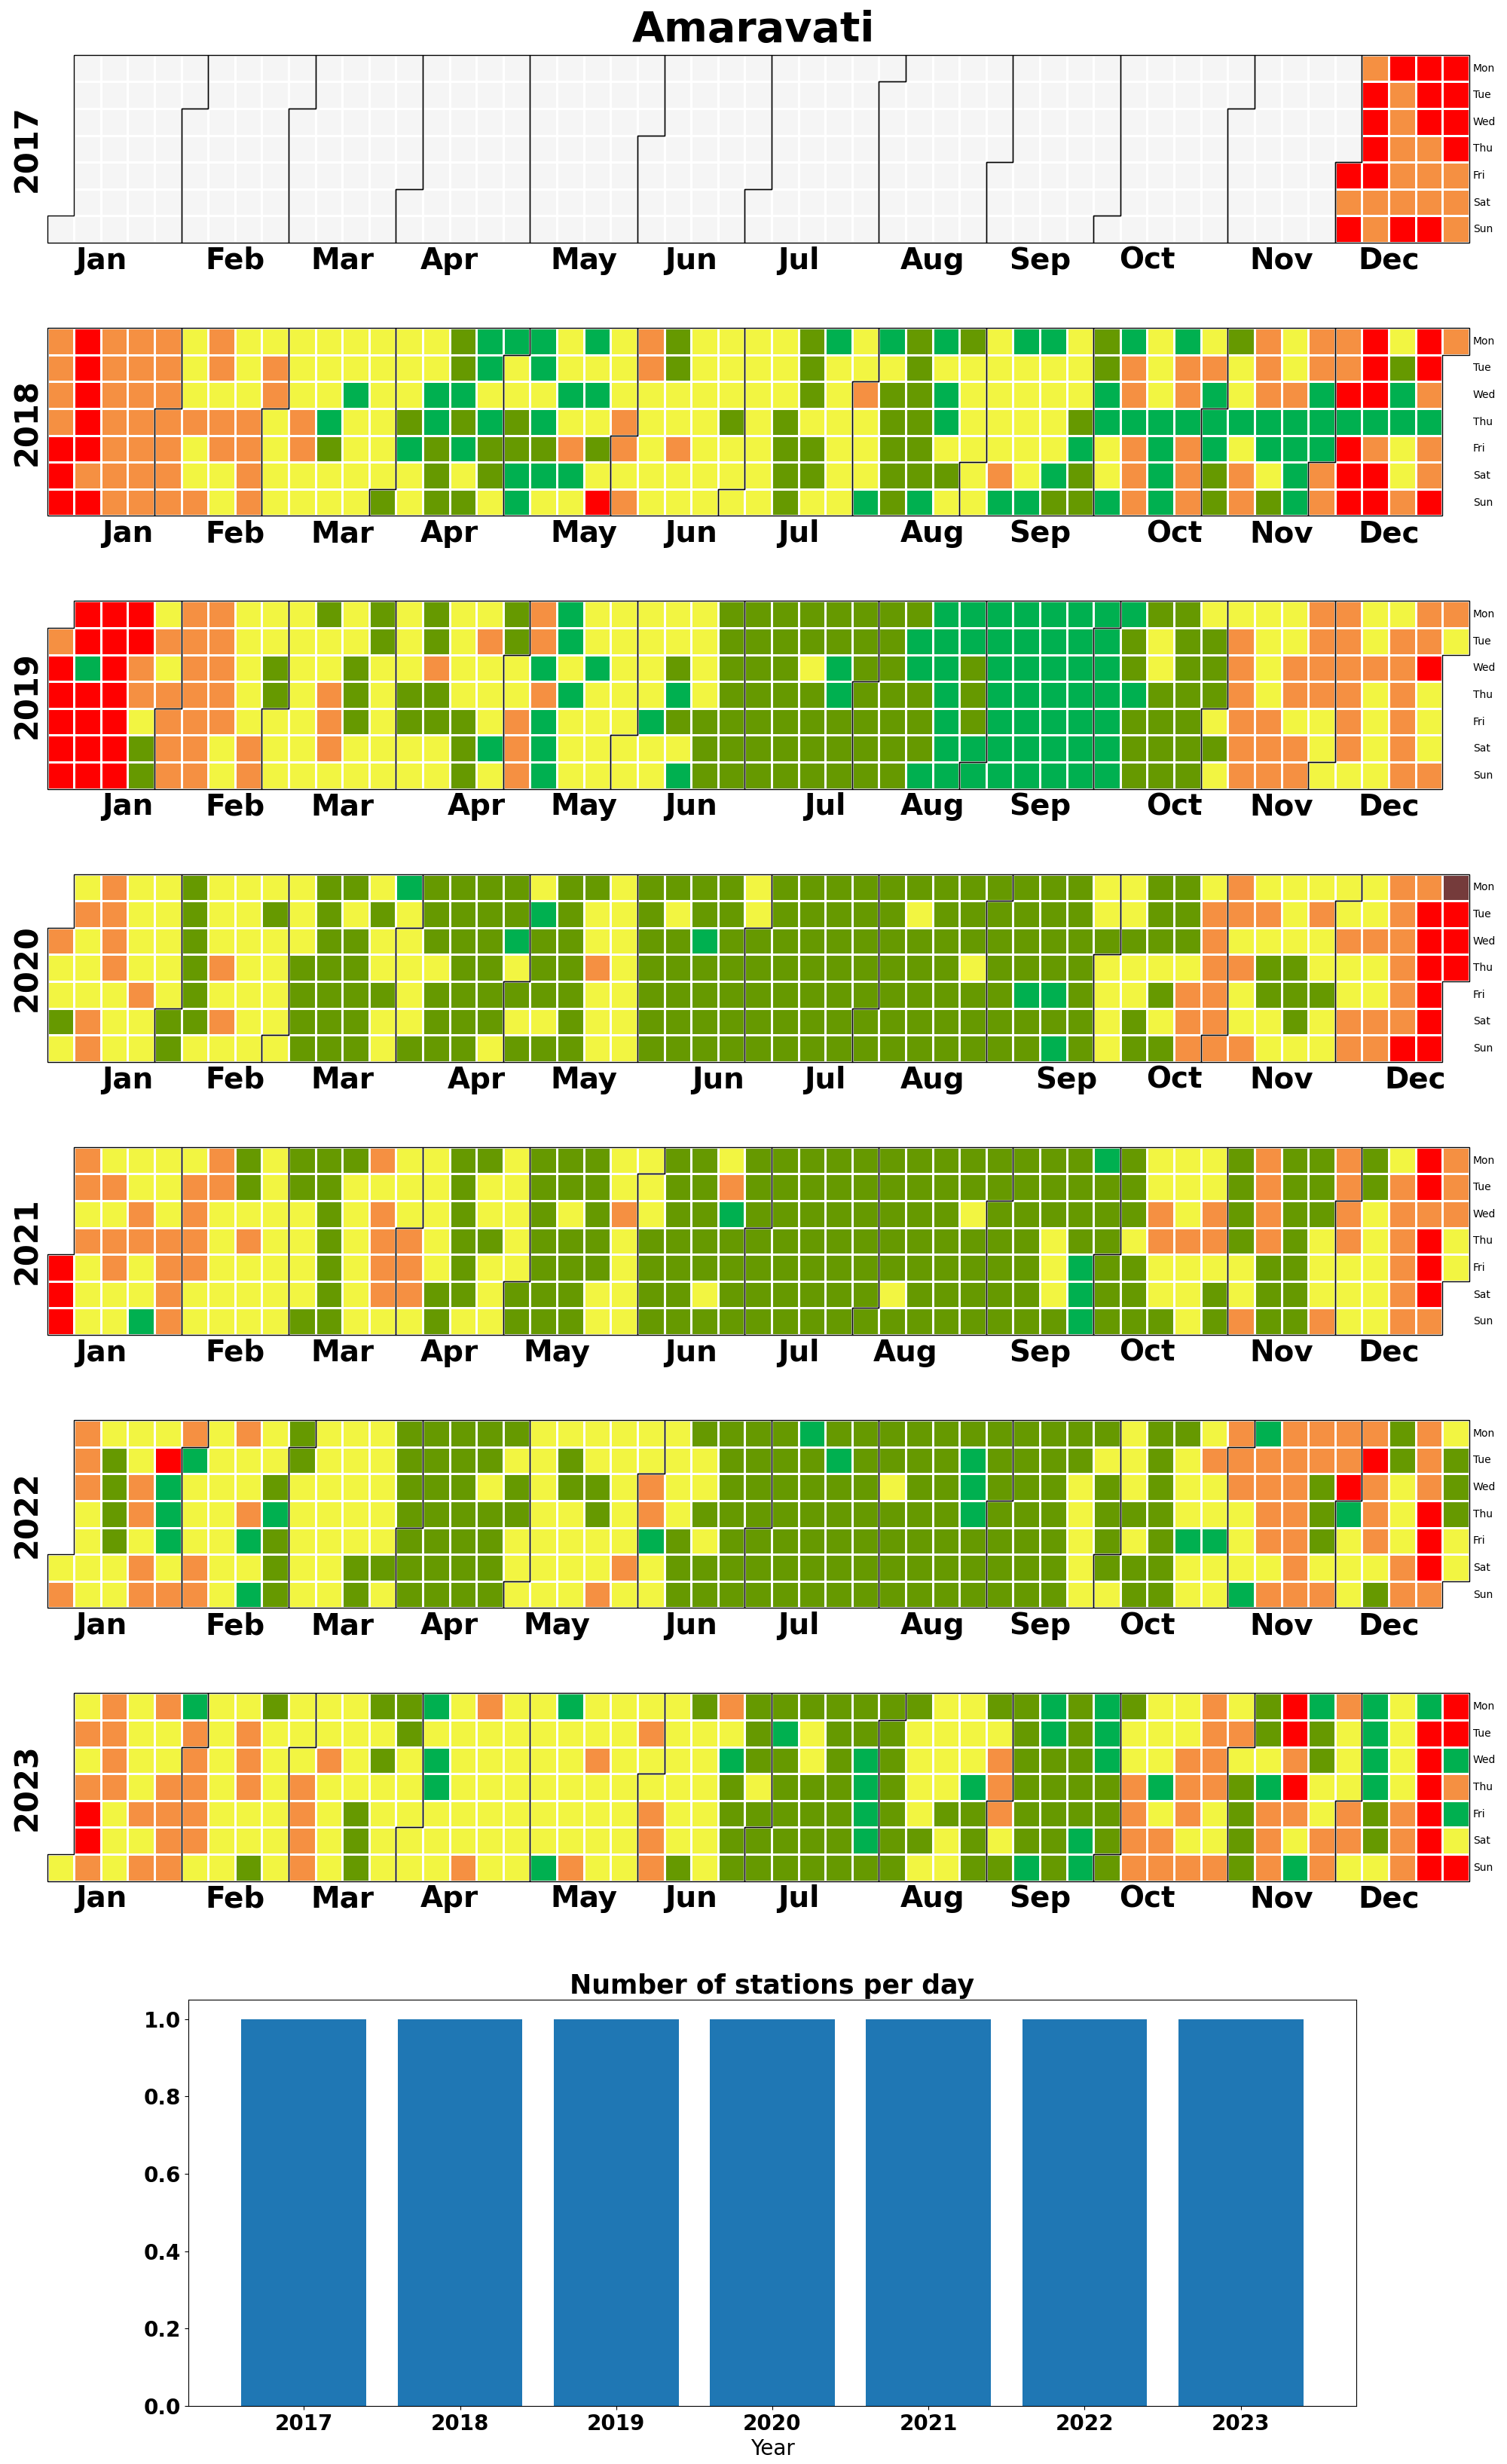 Amaravati
2017
Mon
Tue
Wed
Thu
Fri
Sat
Sun
Jan Feb Mar Apr May Jun Jul Aug Sep Oct Nov Dec
2018
Mon
Tue
Wed
Thu
Fri
Sat
Sun
Jan Feb Mar Apr May Jun Jul Aug Sep Oct Nov Dec
2019
Mon
Tue
Wed
Thu
Fri
Sat
Sun
Jan Feb Mar Apr May Jun Jul Aug Sep Oct Nov Dec
2020
Mon
Tue
Wed
Thu
Fri
Sat
Sun
Jan Feb Mar Apr May Jun Jul Aug Sep Oct Nov Dec
2021
Mon
Tue
Wed
Thu
Fri
Sat
Sun
Jan Feb Mar Apr May Jun Jul Aug Sep Oct Nov Dec
2022
Mon
Tue
Wed
Thu
Fri
Sat
Sun
Jan Feb Mar Apr May Jun Jul Aug Sep Oct Nov Dec
2023
Mon
Tue
Wed
Thu
Fri
Sat
Sun
Jan Feb Mar Apr May Jun Jul Aug Sep Oct Nov Dec
Number of stations per day
1.0
0.8
0.6
0.4
0.2
0.0
2017 2018 2019 2020 2021 2022 2023
Year